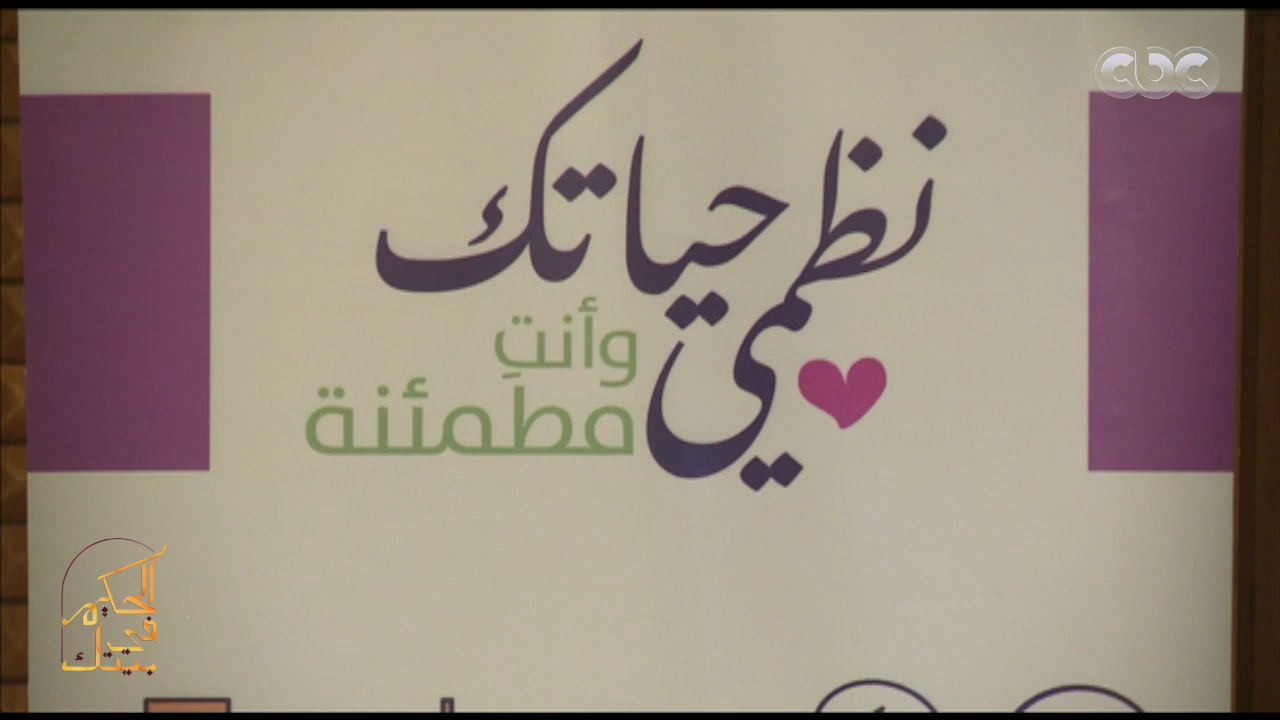 cbc
نظمي حياتك
وأنتِ
مطمئنة
الحكيم
في
بيتك